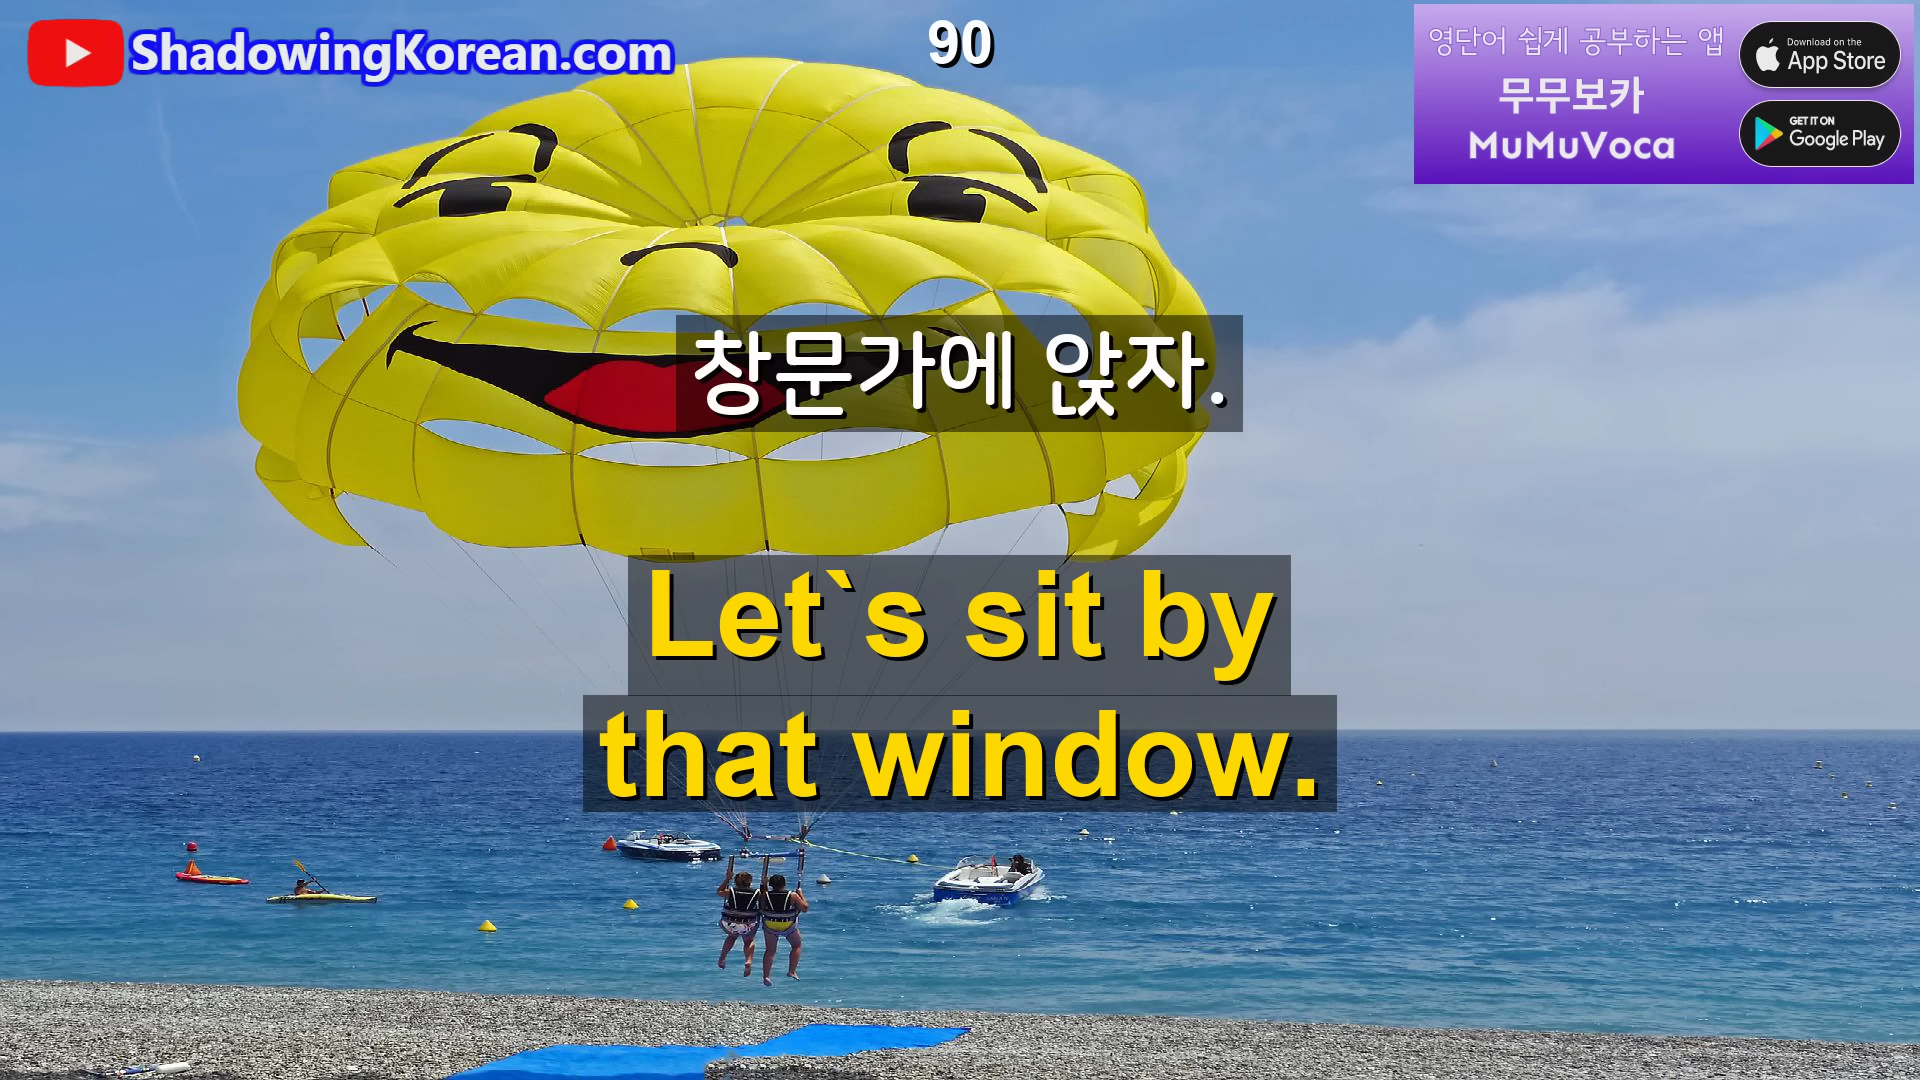 ShadowingKorean.com
90
영단어 쉽게 공부하는 앱
무무보카
MuMuVoca
Download on the
App Store
GET IT ON
Google Play
창문가에 앉자.
Let`s sit by
that window.